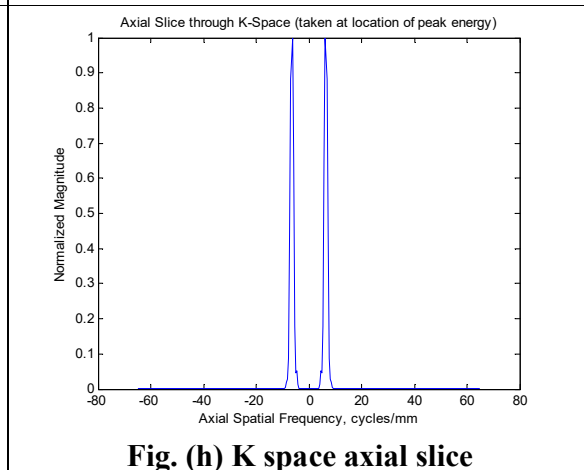 Axial Slice through K-Space (taken at location of peak energy)
1
0.9
0.8
0.7
0.6
0.5
0.4
0.3
0.2
0.1
0
Normalized Magnitude
-80 -60 -40 -20 0 20 40 60 80
Axial Spatial Frequency, cycles/mm
Fig. (h) K space axial slice